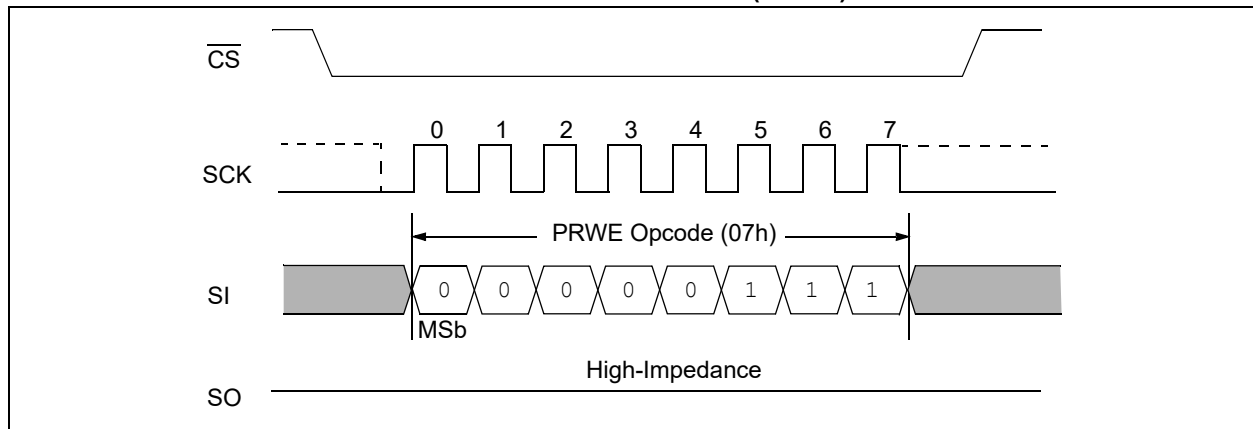 CS
0 1 2 3 4 5 6 7
SCK
PRWE Opcode (07h)
SI 0 0 0 0 0 1 1 1
MSb
High-Impedance
SO